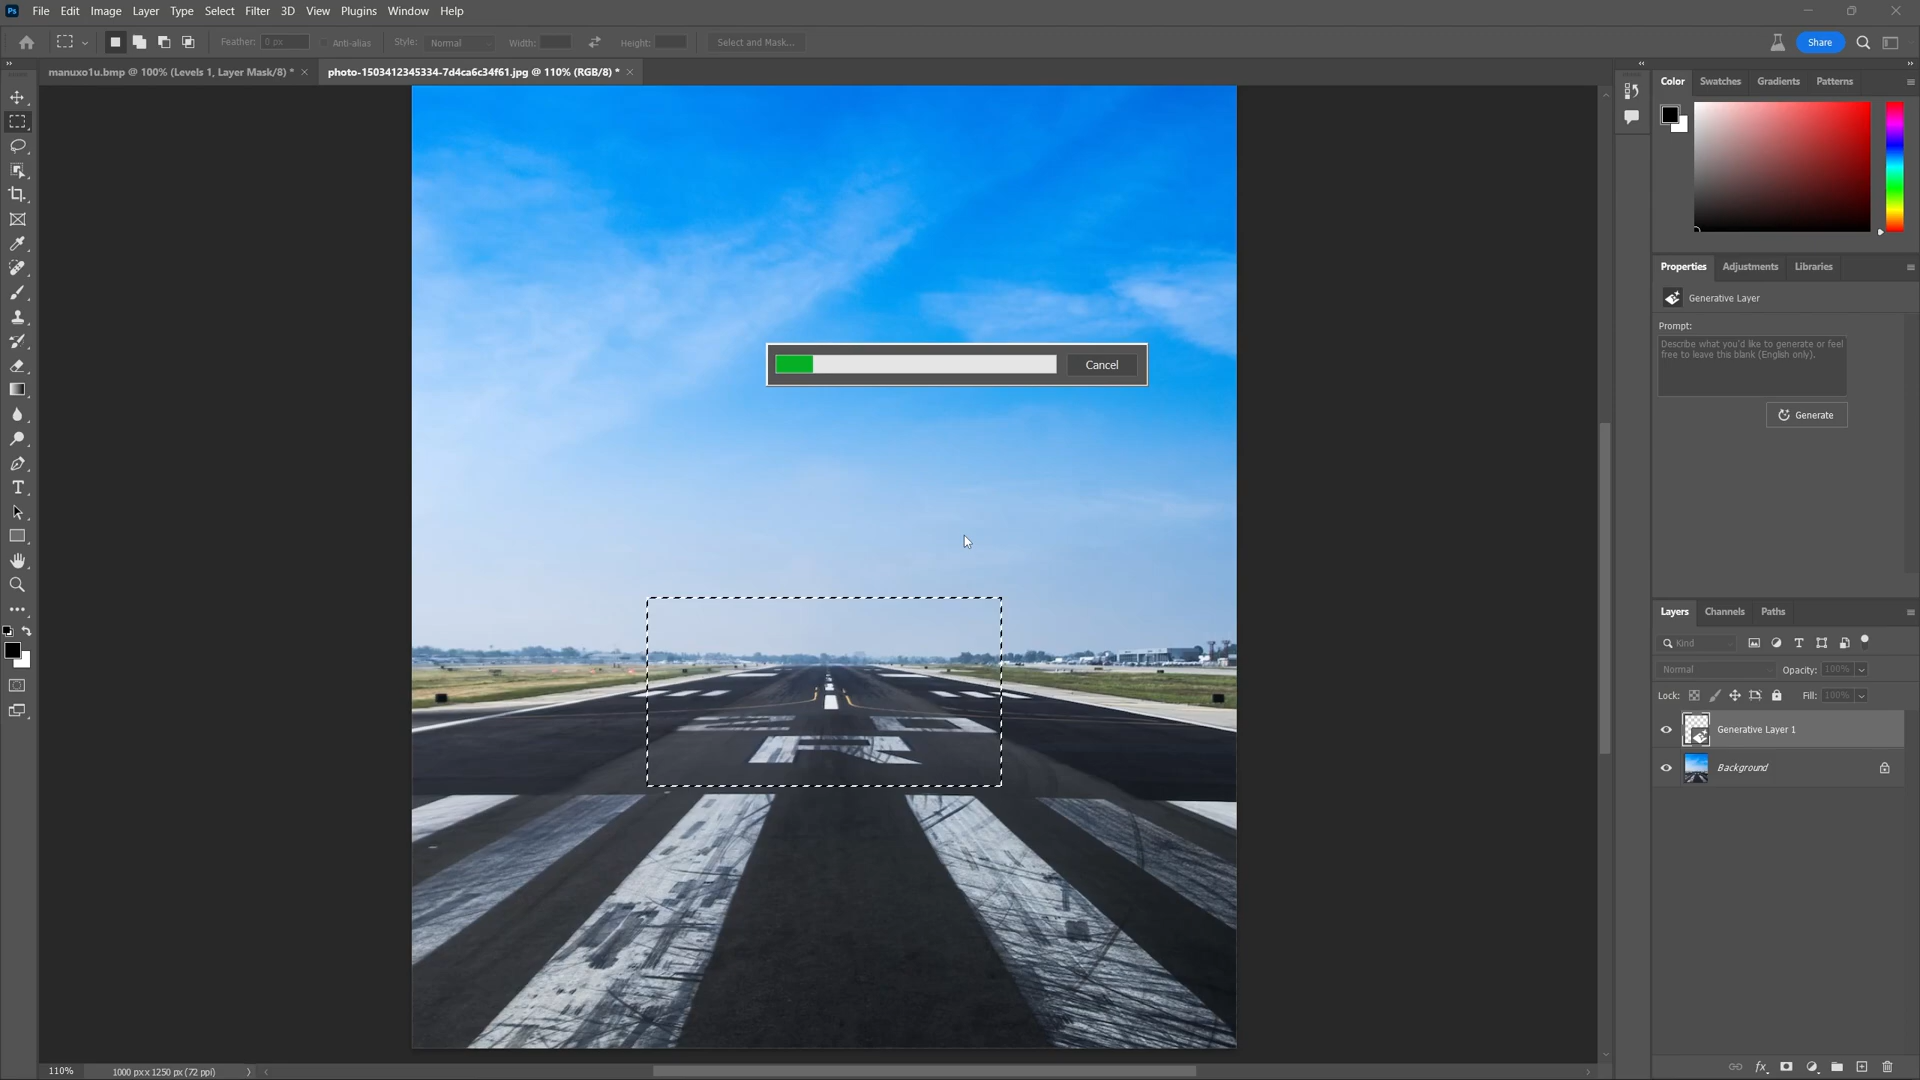 Ps File Edit Image Layer Type Select Filter 3D View Plugins Window Help
Feather: 0 px Anti-alias Style: Normal Width: Height: Select and Mask... Share
manuxo1u.bmp @ 100% (Levels 1, Layer Mask/8) * × photo-1503412345334-7d4ca6c34f61.jpg @ 110% (RGB/8) * ×
Color Swatches Gradients Patterns
Properties Adjustments Libraries
Generative Layer
Prompt:
Describe what you'd like to generate or feel
free to leave this blank (English only).
Cancel
Generate
Layers Channels Paths
Kind
Normal Opacity: 100%
Lock: Fill: 100%
Generative Layer 1
Background
R
110% 1000 px x 1250 px (72 ppi)